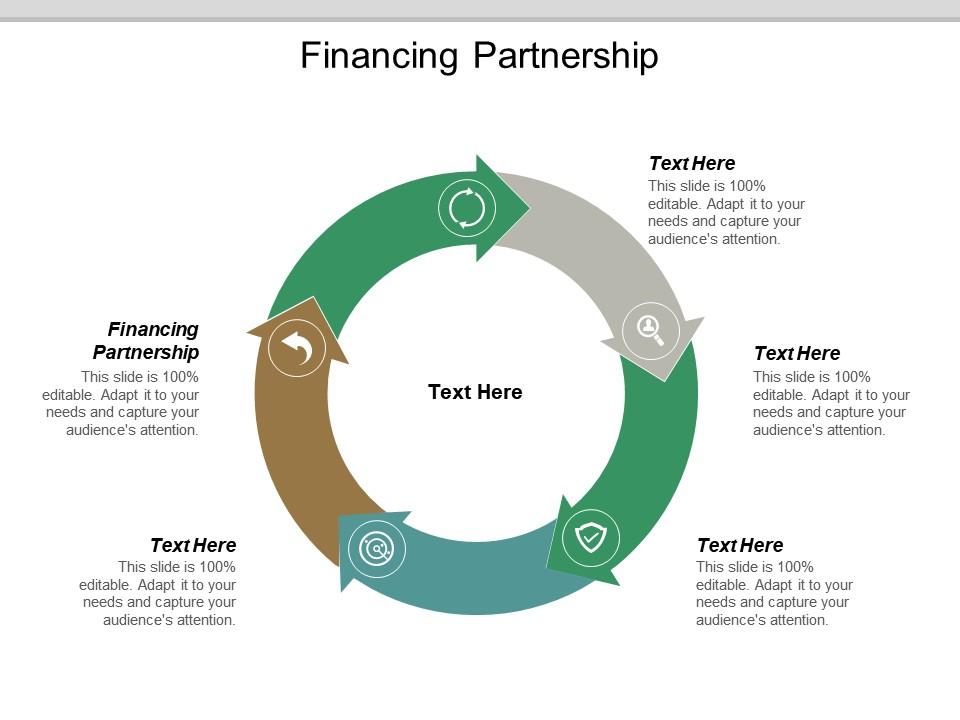 Financing Partnership
Text Here
This slide is 100%
editable. Adapt it to your
needs and capture your
audience's attention.
Financing
Partnership
This slide is 100%
editable. Adapt it to your
needs and capture your
audience's attention.
Text Here
Text Here
This slide is 100%
editable. Adapt it to your
needs and capture your
audience's attention.
Text Here
This slide is 100%
editable. Adapt it to your
needs and capture your
audience's attention.
Text Here
This slide is 100%
editable. Adapt it to your
needs and capture your
audience's attention.